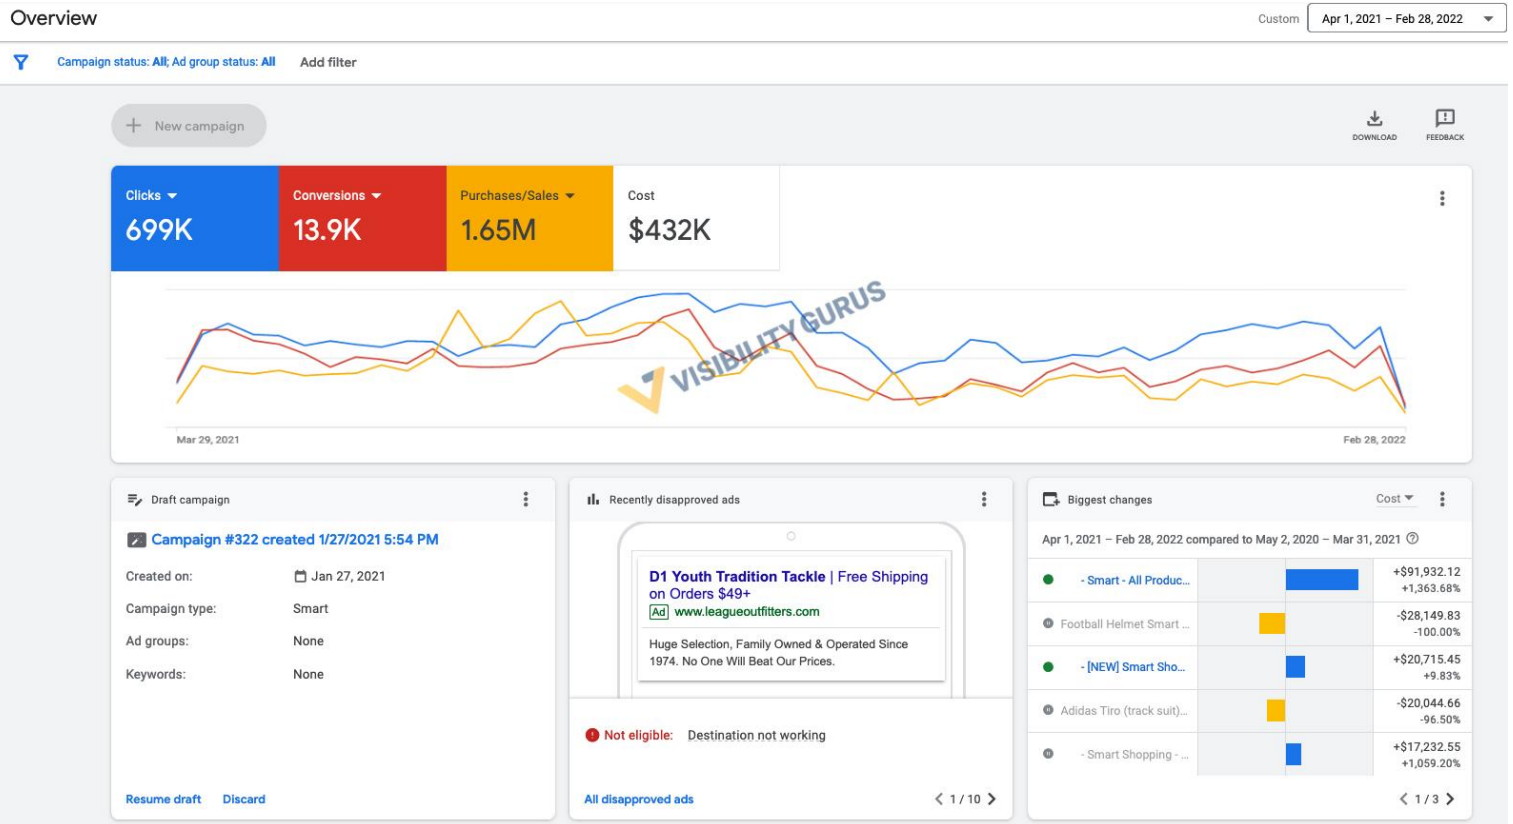 Overview
Custom
Apr 1, 2021 – Feb 28, 2022
Campaign status: All; Ad group status: All
Add filter
New campaign
DOWNLOAD
FEEDBACK
Clicks
699K
Conversions
13.9K
Purchases/Sales
1.65M
Cost
$432K
VISIBILITY GURUS
Mar 29, 2021
Feb 28, 2022
Draft campaign
Campaign #322 created 1/27/2021 5:54 PM
Created on: Jan 27, 2021
Campaign type: Smart
Ad groups: None
Keywords: None
Resume draft
Discard
Recently disapproved ads
D1 Youth Tradition Tackle | Free Shipping
on Orders $49+
Ad www.leagueoutfitters.com
Huge Selection, Family Owned & Operated Since
1974. No One Will Beat Our Prices.
Not eligible: Destination not working
All disapproved ads
1 / 10
Biggest changes
Cost
Apr 1, 2021 – Feb 28, 2022 compared to May 2, 2020 – Mar 31, 2021
- Smart - All Produc...
+$91,932.12
+1,363.68%
Football Helmet Smart ...
-$28,149.83
-100.00%
- [NEW] Smart Sho...
+$20,715.45
+9.83%
Adidas Tiro (track suit)...
-$20,044.66
-96.50%
- Smart Shopping - ...
+$17,232.55
+1,059.20%
1 / 3